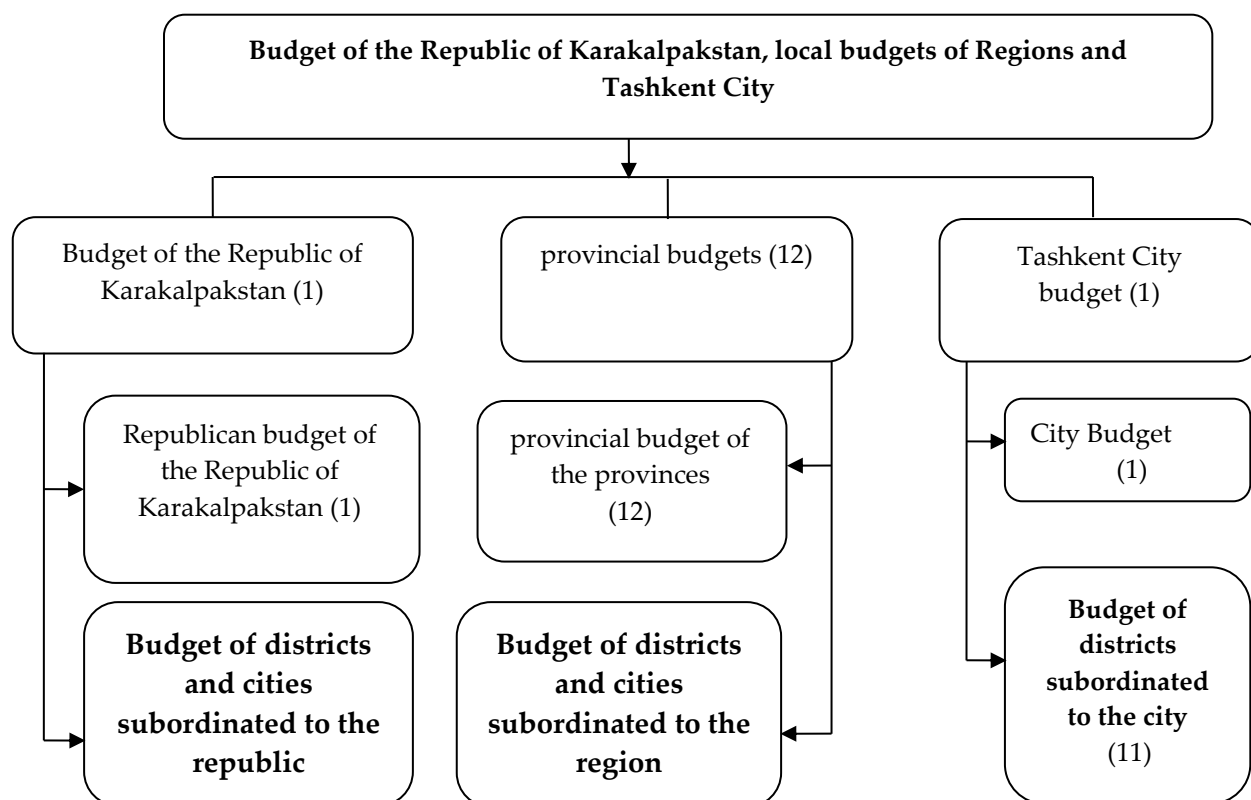 Budget of the Republic of Karakalpakstan, local budgets of Regions and
Tashkent City
Budget of the Republic of
Karakalpakstan (1)
provincial budgets (12)
Tashkent City
budget (1)
Republican budget of
the Republic of
Karakalpakstan (1)
provincial budget of
the provinces
(12)
City Budget
(1)
Budget of districts
and cities
subordinated to the
republic
Budget of districts
and cities
subordinated to the
region
Budget of
districts
subordinated
to the city
(11)